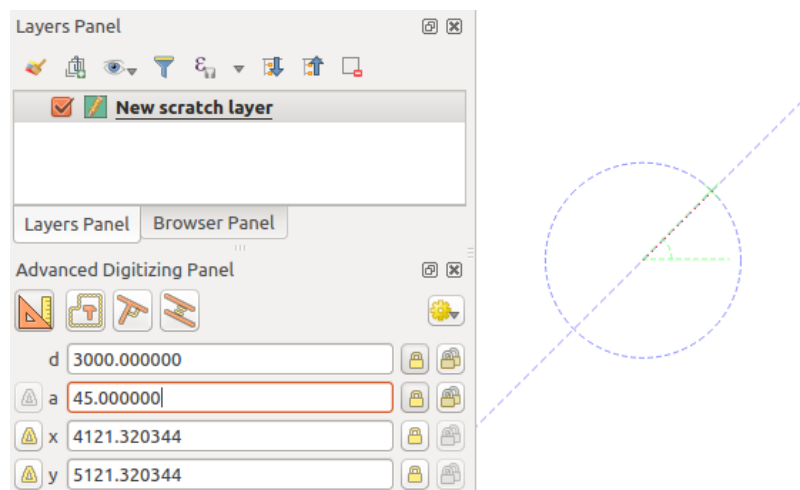 Layers Panel
New scratch layer
Layers Panel
Browser Panel
Advanced Digitizing Panel
d 3000.000000
a 45.000000
x 4121.320344
y 5121.320344